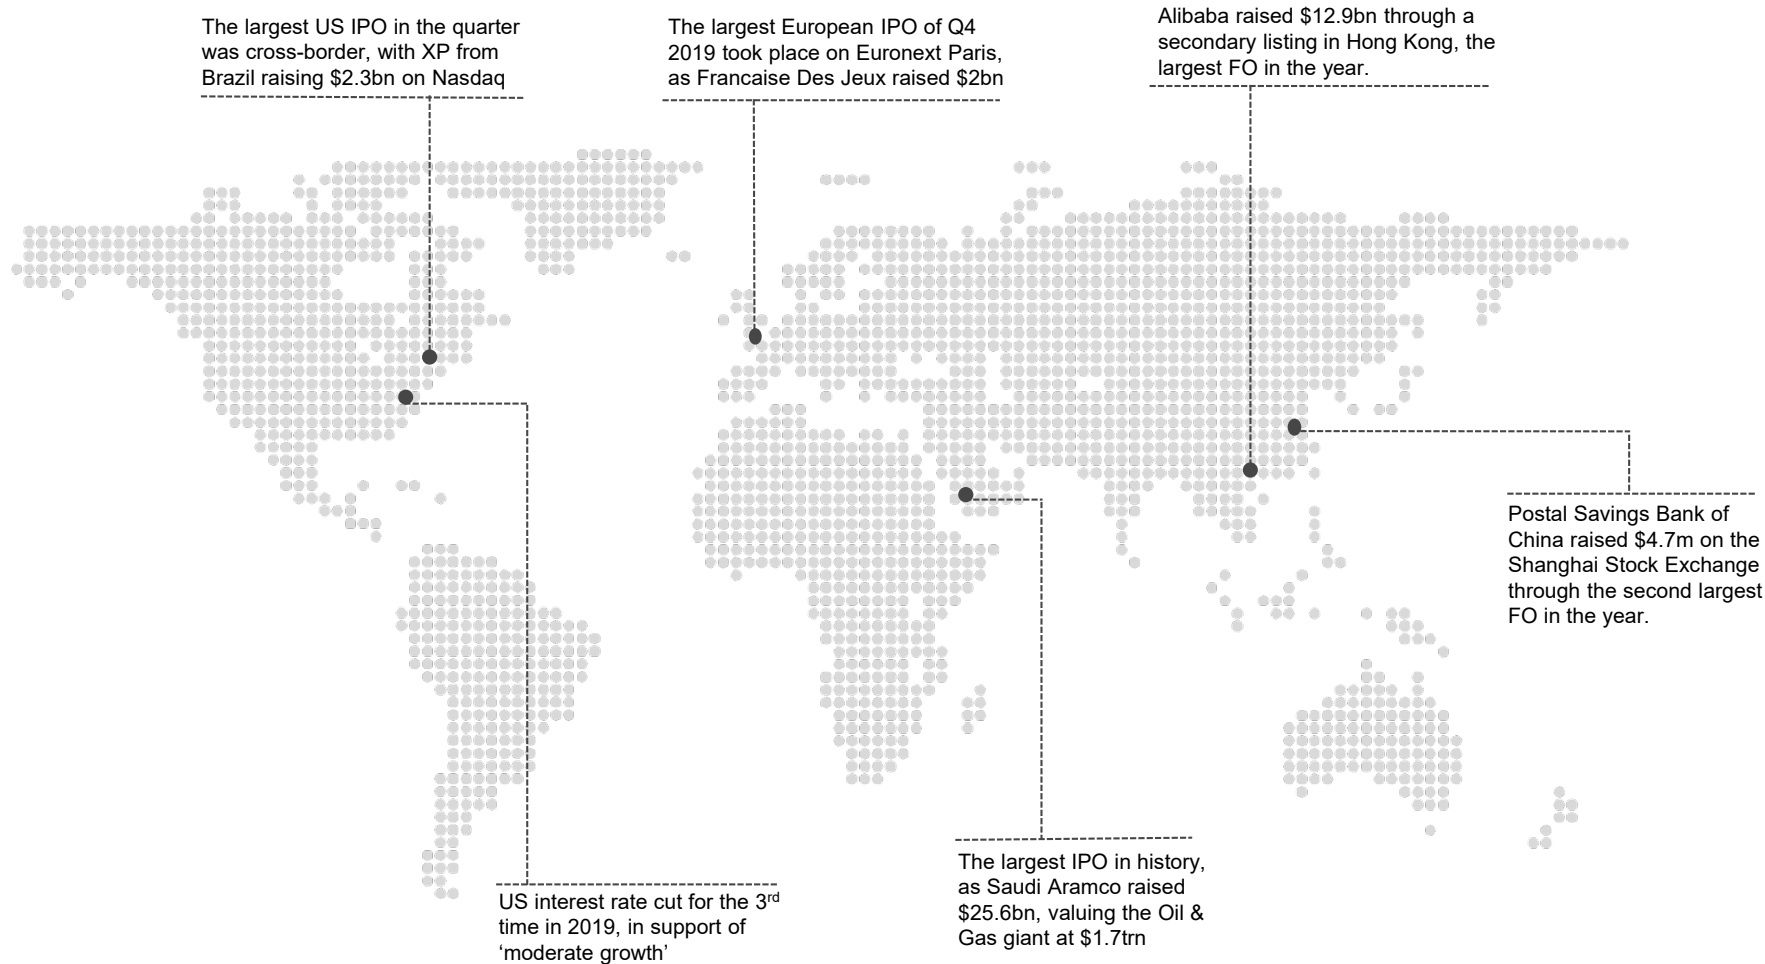 The largest US IPO in the quarter
was cross-border, with XP from
Brazil raising $2.3bn on Nasdaq
The largest European IPO of Q4
2019 took place on Euronext Paris,
as Francaise Des Jeux raised $2bn
Alibaba raised $12.9bn through a
secondary listing in Hong Kong, the
largest FO in the year.
Postal Savings Bank of
China raised $4.7m on the
Shanghai Stock Exchange
through the second largest
FO in the year.
The largest IPO in history,
as Saudi Aramco raised
$25.6bn, valuing the Oil &
Gas giant at $1.7trn
US interest rate cut for the 3rd
time in 2019, in support of
‘moderate growth’